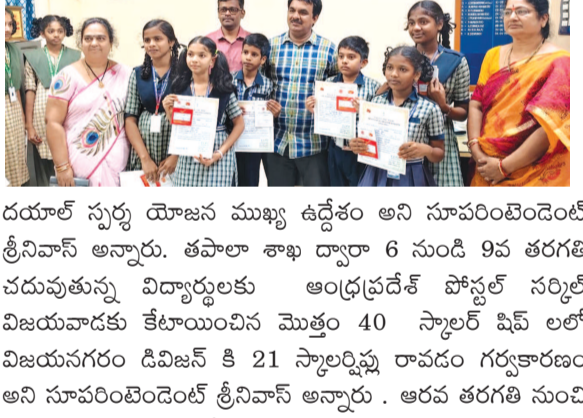 దయాల్ స్పర్శ యోజన ముఖ్య ఉద్దేశం అని సూపరింటెండెంట్
శ్రీనివాస్ అన్నారు. తపాలా శాఖ ద్వారా 6 నుండి 9వ తరగతి
చదువుతున్న విద్యార్థులకు ఆంధ్రప్రదేశ్ పోస్టల్ సర్కిల్
విజయవాడకు కేటాయించిన మొత్తం 40 స్కాలర్ షిప్ లలో
విజయనగరం డివిజన్ కి 21 స్కాలర్షిప్లు రావడం గర్వకారణం
అని సూపరింటెండెంట్ శ్రీనివాస్ అన్నారు . ఆరవ తరగతి నుంచి